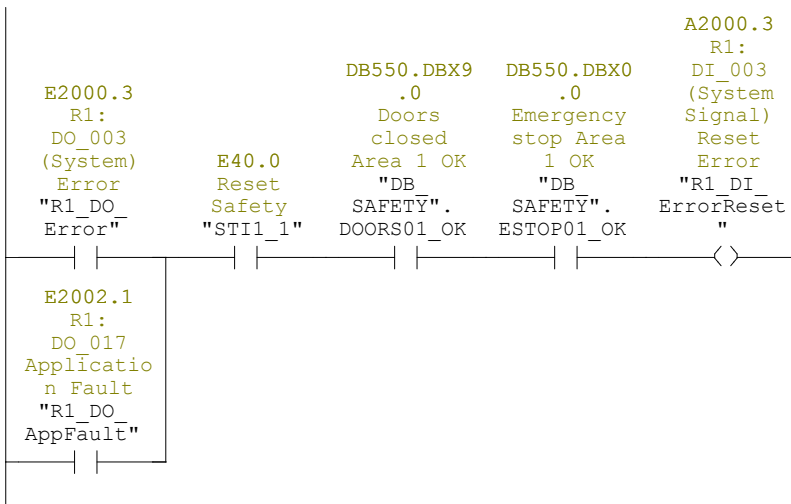 E2000.3
R1:
DO_003
(System)
Error
"R1_DO_
Error"
E40.0
Reset
Safety
"STI1_1"
DB550.DBX9
.0
Doors
closed
Area 1 OK
"DB_
SAFETY".
DOORS01_OK
DB550.DBX0
.0
Emergency
stop Area
1 OK
"DB_
SAFETY".
ESTOP01_OK
A2000.3
R1:
DI_003
(System
Signal)
Reset
Error
"R1_DI_
ErrorReset
"
E2002.1
R1:
DO_017
Applicatio
n Fault
"R1_DO_
AppFault"